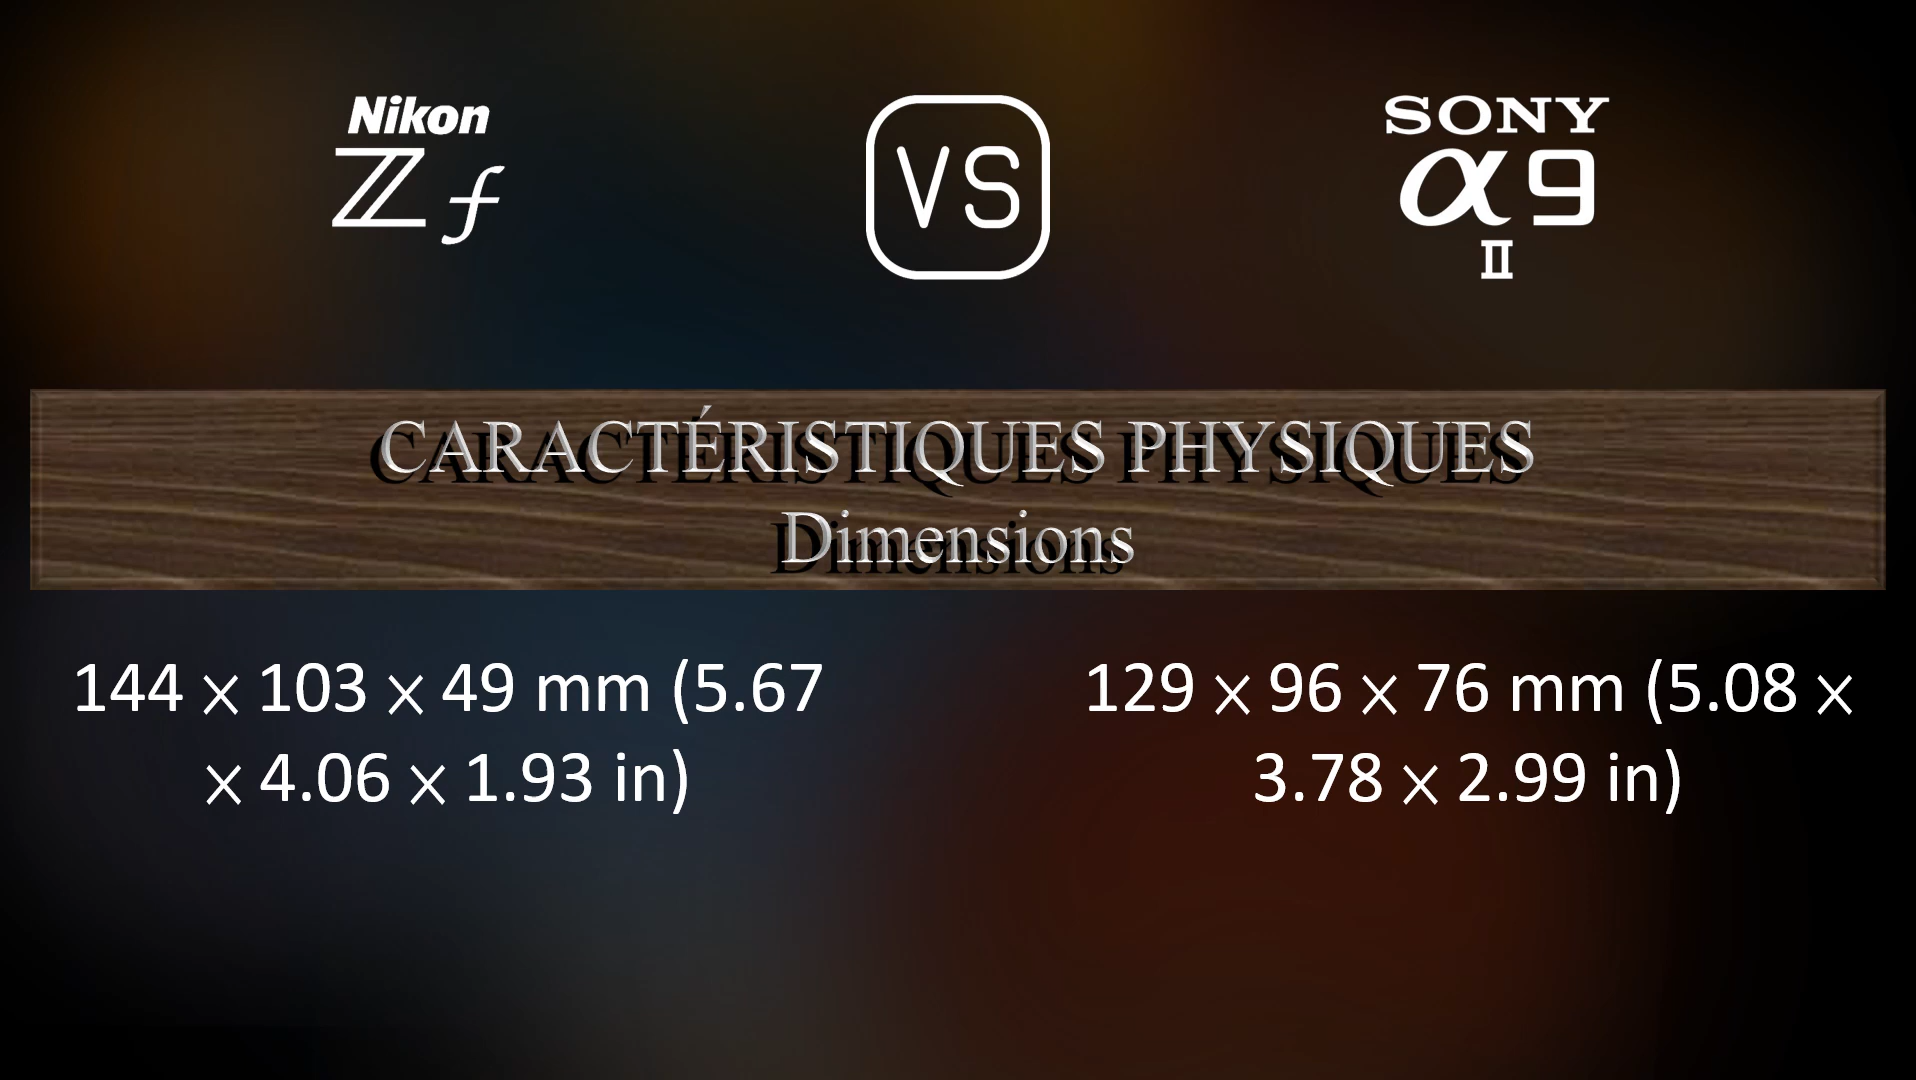 Nikon
Z f
VS
SONY
α9
II
CARACTÉRISTIQUES PHYSIQUES
Dimensions
144 x 103 x 49 mm (5.67
x 4.06 x 1.93 in)
129 x 96 x 76 mm (5.08 x
3.78 x 2.99 in)